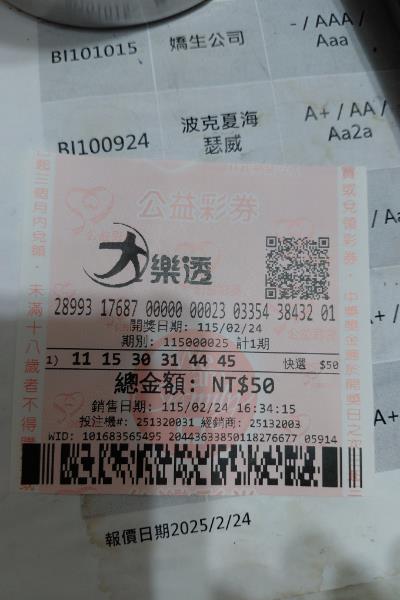 BI101015 嬌生公司 - / AAA / Aaa
BI100924 波克夏海瑟威 A+ / AA / Aa2a
公益彩券
大樂透
28993 17687 00000 00023 03354 38432 01
開獎日期: 115/02/24
期別: 115000025 計1期
1) 11 15 30 31 44 45 快選 $50
總金額: NT$50
銷售日期: 115/02/24 16:34:15
投注機#: 251320031 經銷商: 25132003
WID: 101683565495 20443633850118276677 05914
報價日期2025/2/24